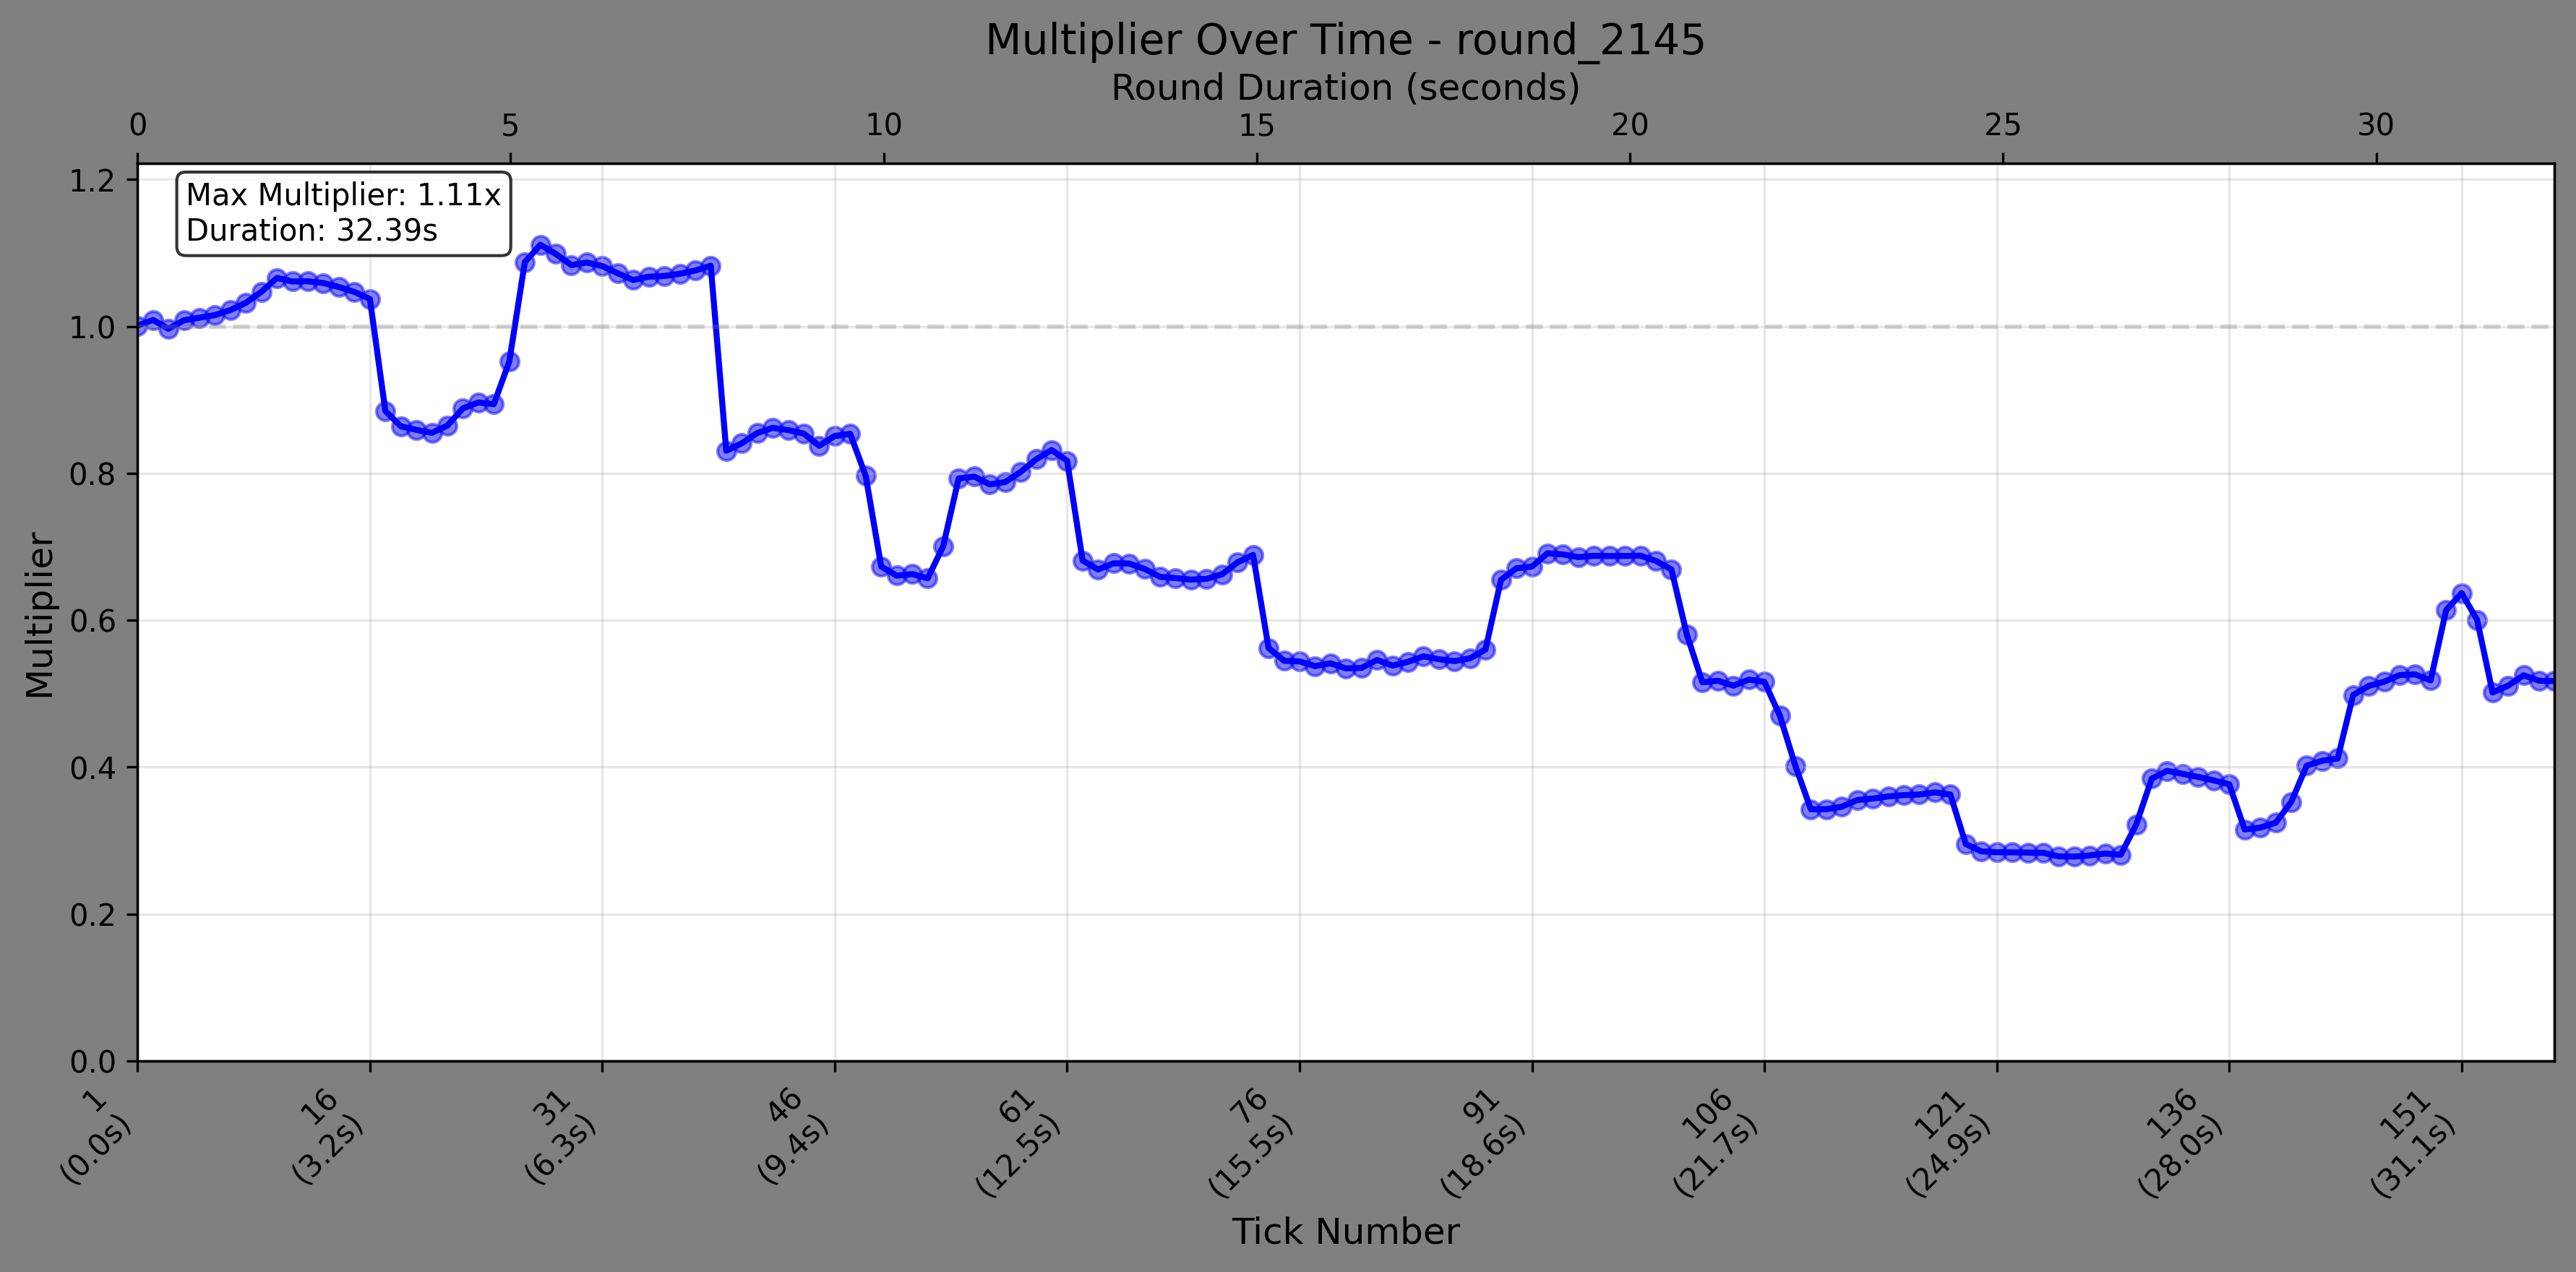 Multiplier Over Time - round_2145
Round Duration (seconds)
0 5 10 15 20 25 30
Max Multiplier: 1.11x
Duration: 32.39s
Multiplier
1.2
1.0
0.8
0.6
0.4
0.2
0.0
1
(0.0s)
16
(3.2s)
31
(6.3s)
46
(9.4s)
61
(12.5s)
76
(15.5s)
91
(18.6s)
106
(21.7s)
121
(24.9s)
136
(28.0s)
151
(31.1s)
Tick Number